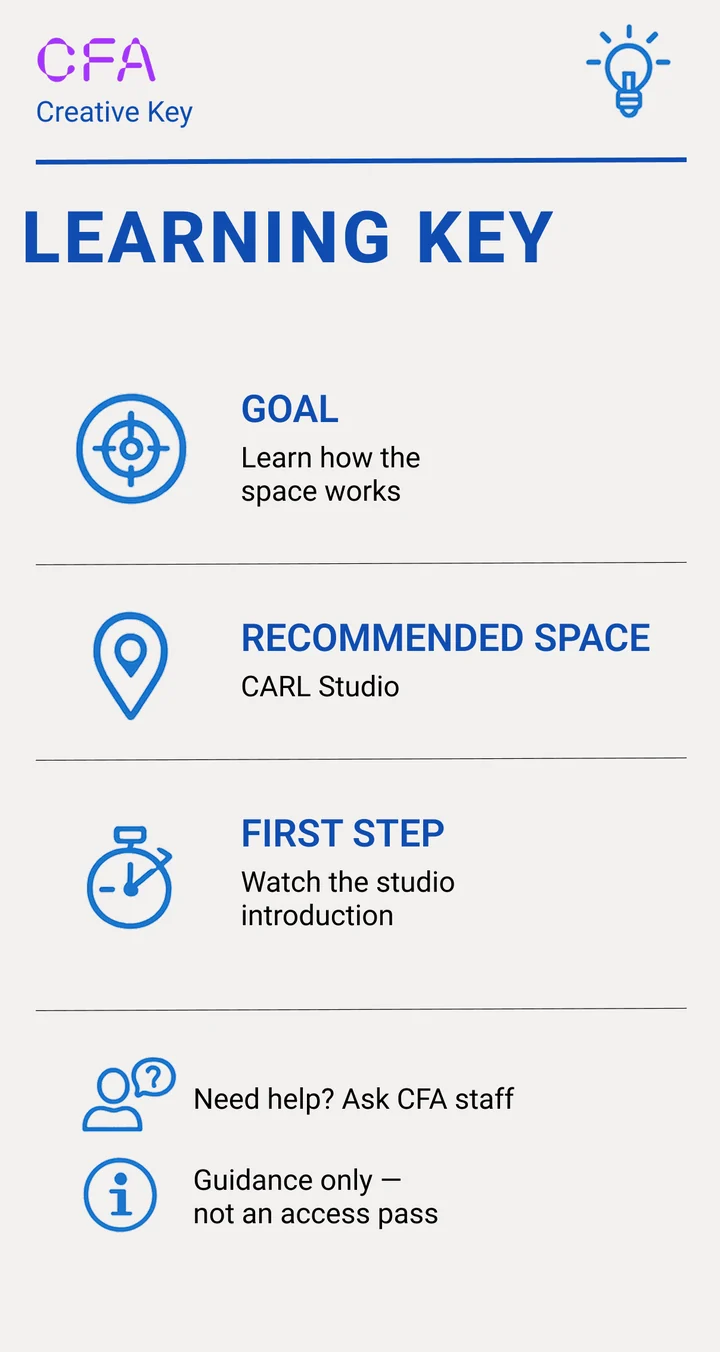 CFA
Creative Key
LEARNING KEY
GOAL
Learn how the
space works
RECOMMENDED SPACE
CARL Studio
FIRST STEP
Watch the studio
introduction
?
Need help? Ask CFA staff
i
Guidance only —
not an access pass